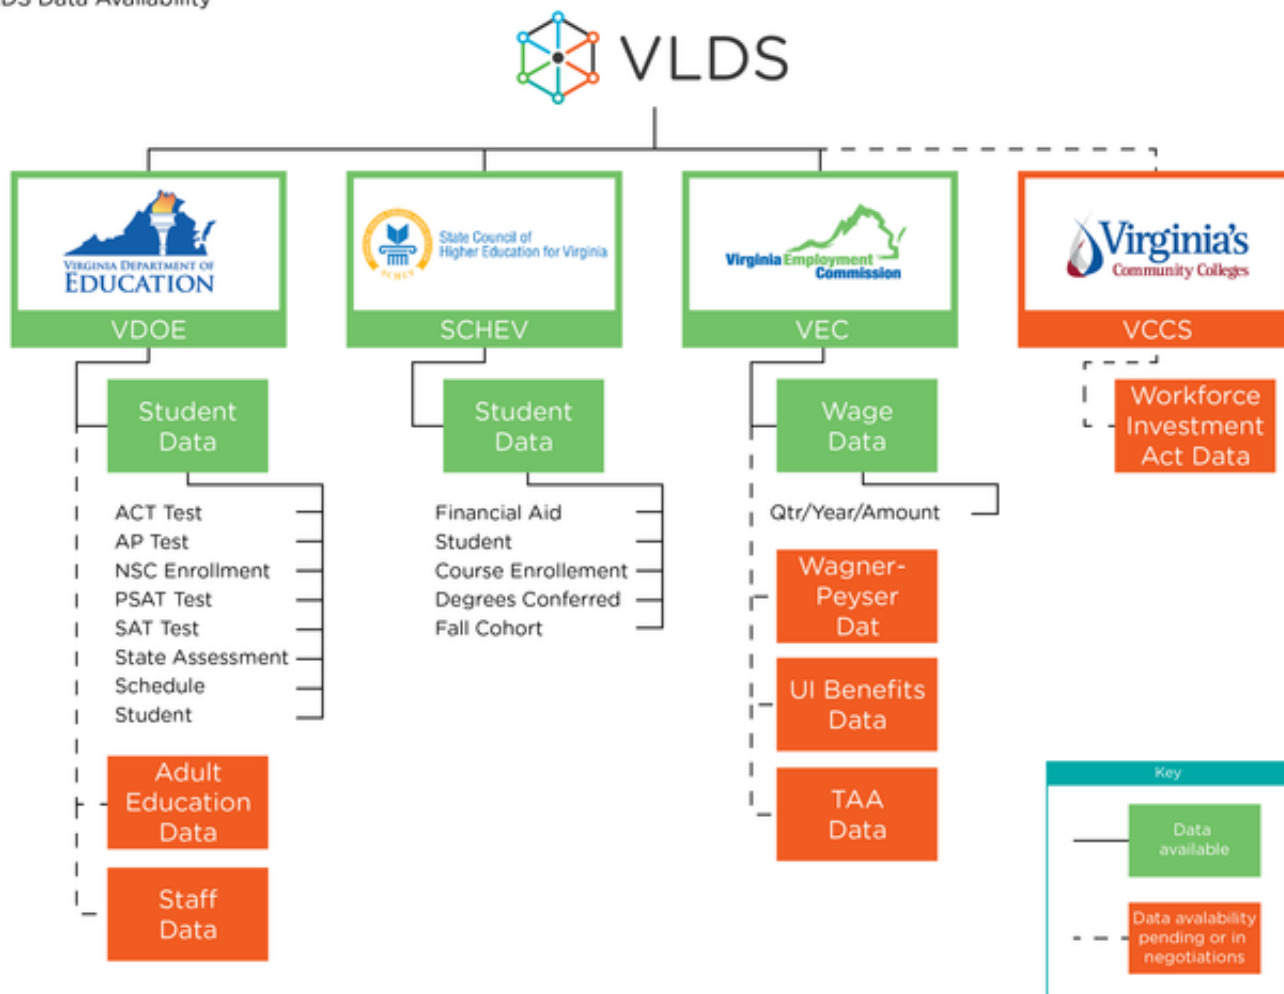 DS Data Availability
VLDS
VIRGINIA DEPARTMENT OF
EDUCATION
VDOE
SCHEV
State Council of
Higher Education for Virginia
SCHEV
Virginia Employment
Commission
VEC
Virginia's
Community Colleges
VCCS
Student
Data
ACT Test
AP Test
NSC Enrollment
PSAT Test
SAT Test
State Assessment
Schedule
Student
Adult
Education
Data
Staff
Data
Student
Data
Financial Aid
Student
Course Enrollement
Degrees Conferred
Fall Cohort
Wage
Data
Qtr/Year/Amount
Wagner-
Peyser
Dat
UI Benefits
Data
TAA
Data
Workforce
Investment
Act Data
Key
Data
available
Data avalability
pending or in
negotiations